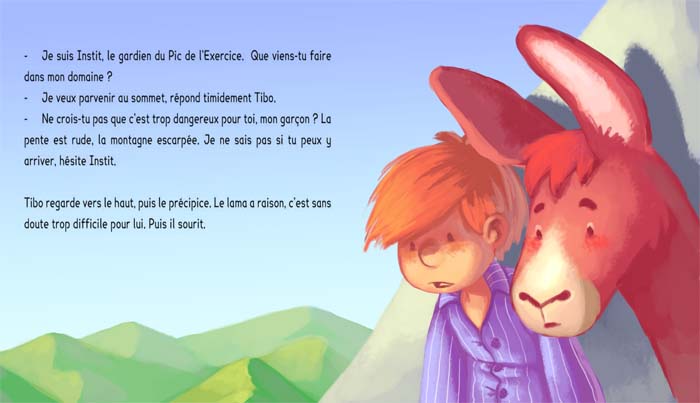 - Je suis Instit, le gardien du Pic de l'Exercice. Que viens-tu faire
dans mon domaine ?
- Je veux parvenir au sommet, répond timidement Tibo.
- Ne crois-tu pas que c'est trop dangereux pour toi, mon garçon ? La
pente est rude, la montagne escarpée. Je ne sais pas si tu peux y
arriver, hésite Instit.
Tibo regarde vers le haut, puis le précipice. Le lama a raison, c'est sans
doute trop difficile pour lui. Puis il sourit.